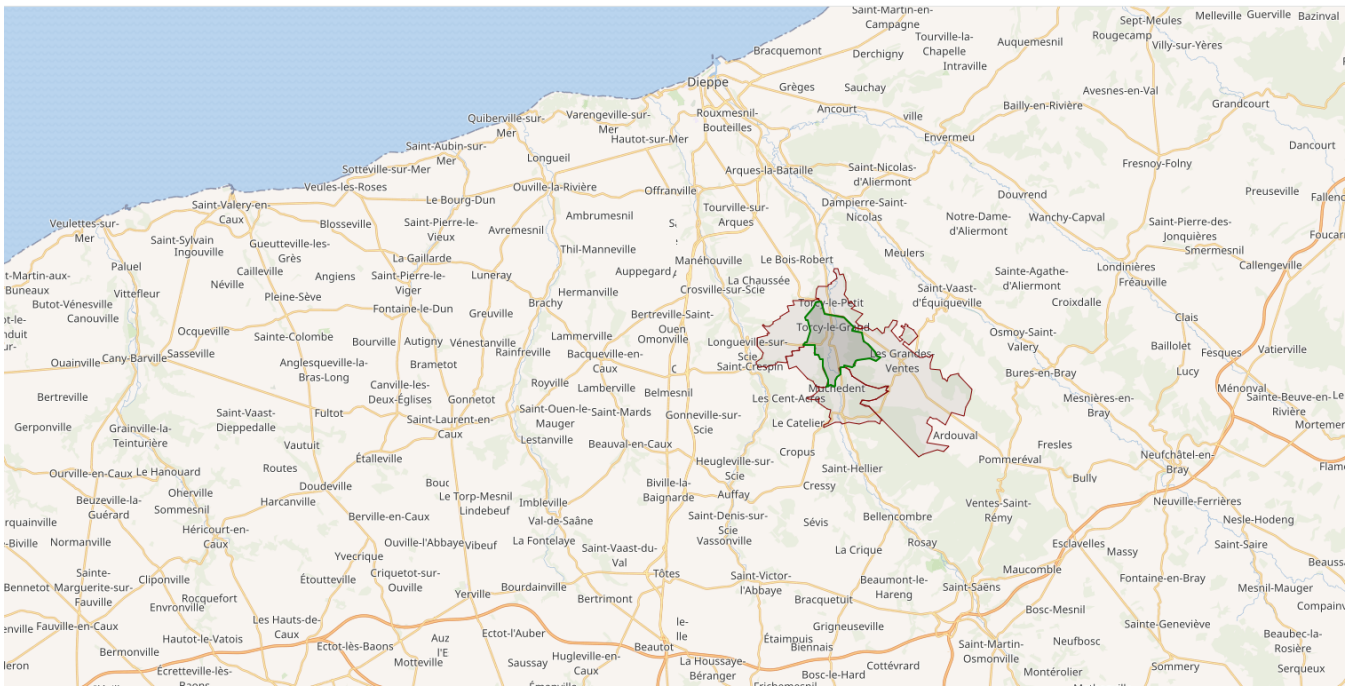 Saint-Martin-en-
Campagne
Melleville Guerville Bazinval
Sept-Meules
Rougecamp
Villy-sur-Yères
Tourville-la-
Chapelle
Auquemesnil
Bracquemont
Derchigny
Intraville
Dieppe
Grèges
Sauchay
Avesnes-en-Val
Quiberville-sur-
Mer
Varengeville-sur-
Mer
Rouxmesnil-
Bouteilles
Ancourt
ville
Bailly-en-Rivière
Grandcourt
Hautot-sur-Mer
Envermeu
Saint-Aubin-sur-
Mer
Longueil
Dancourt
Sotteville-sur-Mer
Arques-la-Bataille
Saint-Nicolas-
d'Aliermont
Fresnoy-Folny
Veules-les-Roses
Ouville-la-Rivière
Offranville
Preuseville
Fallenc
Saint-Valery-en-
Caux
Le Bourg-Dun
Dampierre-Saint-
Nicolas
Douvrend
Veulettes-sur-
Mer
Blosseville
Saint-Pierre-le-
Vieux
Ambrumesnil
Tourville-sur-
Arques
Notre-Dame-
d'Aliermont
Wanchy-Capval
Saint-Pierre-des-
Jonquières
Foucar
Saint-Sylvain
Ingouville
Gueutteville-les-
Grès
Avremesnil
Thil-Manneville
Manéhouville
Le Bois-Robert
Meulers
Smermesnil
Paluel
Cailleville
La Gaillarde
Auppegard
Londinières
Callengeville
t-Martin-aux-
Buneaux
Néville
Angiens
Saint-Pierre-le-
Viger
Luneray
La Chaussée
Sainte-Agathe-
d'Aliermont
Fréauville
Vittefleur
Pleine-Sève
Hermanville
Crosville-sur-Scie
Saint-Vaast-
d'Équiqueville
Croixdalle
Butot-Vénesville
Canouville
Fontaine-le-Dun
Greuville
Brachy
Bertreville-Saint-
Ouen
Torcy-le-Petit
Clais
Ocqueville
Sainte-Colombe
Bourville
Autigny
Vénestanville
Lammerville
Omonville
Longueville-sur-
Scie
Torcy-le-Grand
Osmoy-Saint-
Valery
Baillolet
Fesques
Vatierville
Ouainville
Cany-Barville
Sasseville
Anglesqueville-la-
Bras-Long
Brametot
Rainfreville
Bacqueville-en-
Caux
Saint-Crespin
Les Grandes
Ventes
Bures-en-Bray
Lucy
Ménonval
Bertreville
Canville-les-
Deux-Églises
Gonnetot
Royville
Lamberville
Belmesnil
Muchedent
Mesnières-en-
Bray
Sainte-Beuve-en-
Rivière
Gerponville
Grainville-la-
Teinturière
Saint-Vaast-
Dieppedalle
Fultot
Saint-Laurent-en-
Caux
Saint-Ouen-le-
Mauger
Saint-Mards
Gonneville-sur-
Scie
Les Cent-Acres
Le Catelier
Mortemer
Vautuit
Lestanville
Beauval-en-Caux
Ardouval
Fresles
Ourville-en-Caux
Le Hanouard
Routes
Étalleville
Heugleville-sur-
Scie
Cropus
Saint-Hellier
Pomméréval
Neufchâtel-en-
Bray
Flam
Beuzeville-la-
Guérard
Oherville
Sommesnil
Doudeville
Harcanville
Le Torp-Mesnil
Lindebeuf
Imbleville
Biville-la-
Baignarde
Auffay
Cressy
Bully
Neuville-Ferrières
Héricourt-en-
Caux
Berville-en-Caux
Val-de-Saâne
Saint-Denis-sur-
Scie
Sévis
Bellencombre
Ventes-Saint-
Rémy
Nesle-Hodeng
rquainville
-Biville
Normanville
Yvecrique
Ouville-l'Abbaye
Vibeuf
La Fontelaye
Saint-Vaast-du-
Val
Vassonville
La Crique
Rosay
Esclavelles
Massy
Saint-Saire
Bennetot
Sainte-
Marguerite-sur-
Fauville
Cliponville
Étoutteville
Criquetot-sur-
Ouville
Bourdainville
Tôtes
Saint-Victor-
l'Abbaye
Beaumont-le-
Hareng
Saint-Saëns
Maucomble
Fontaine-en-Bray
Mesnil-Mauger
Beaussa
Envronville
Rocquefort
Yerville
Bertrimont
Bracquetuit
Bosc-Mesnil
Compainv
enville
Fauville-en-Caux
Les Hauts-de-
Caux
Grigneuseville
Sainte-Geneviève
Hautot-le-Vatois
Ectot-lès-Baons
Ectot-l'Auber
Étaimpuis
Biennais
Saint-Martin-
Osmonville
Neufbosc
Beaubec-la-
Rosière
Bermonville
Motteville
Saussay
Hugleville-en-
Caux
Beautot
La Houssaye-
Béranger
Cottévrard
Bosc-le-Hard
Montérolier
Sommery
Serqueux
Écretteville-lès-
Baons